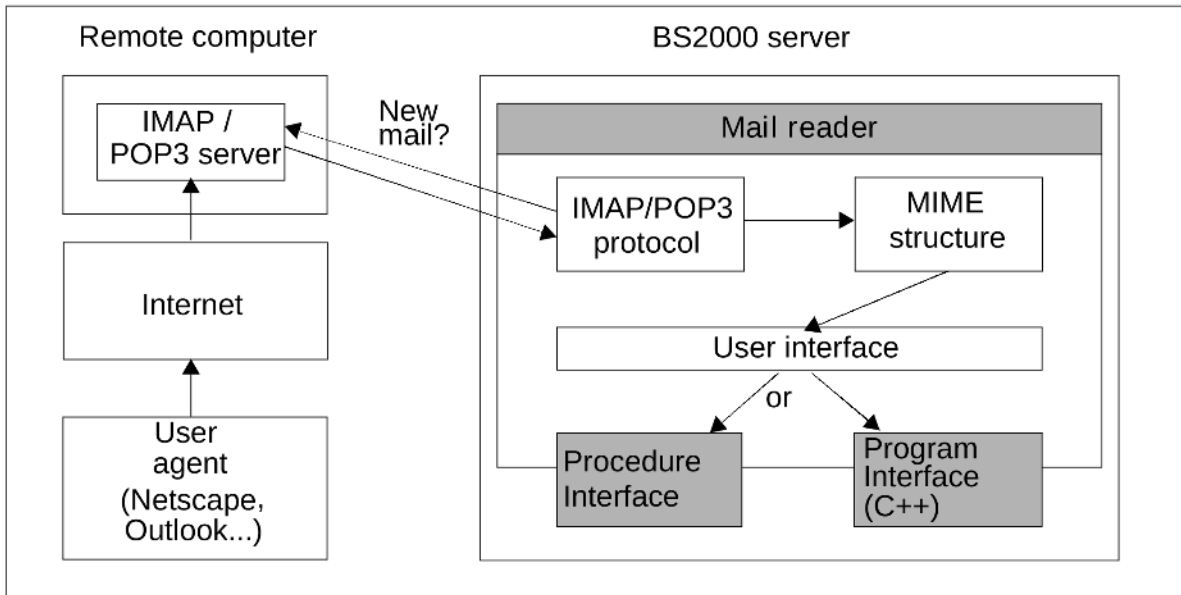 Remote computer
BS2000 server
IMAP /
POP3 server
New
mail?
Mail reader
IMAP/POP3
protocol
MIME
structure
Internet
User interface
or
User
agent
(Netscape,
Outlook...)
Procedure
Interface
Program
Interface
(C++)